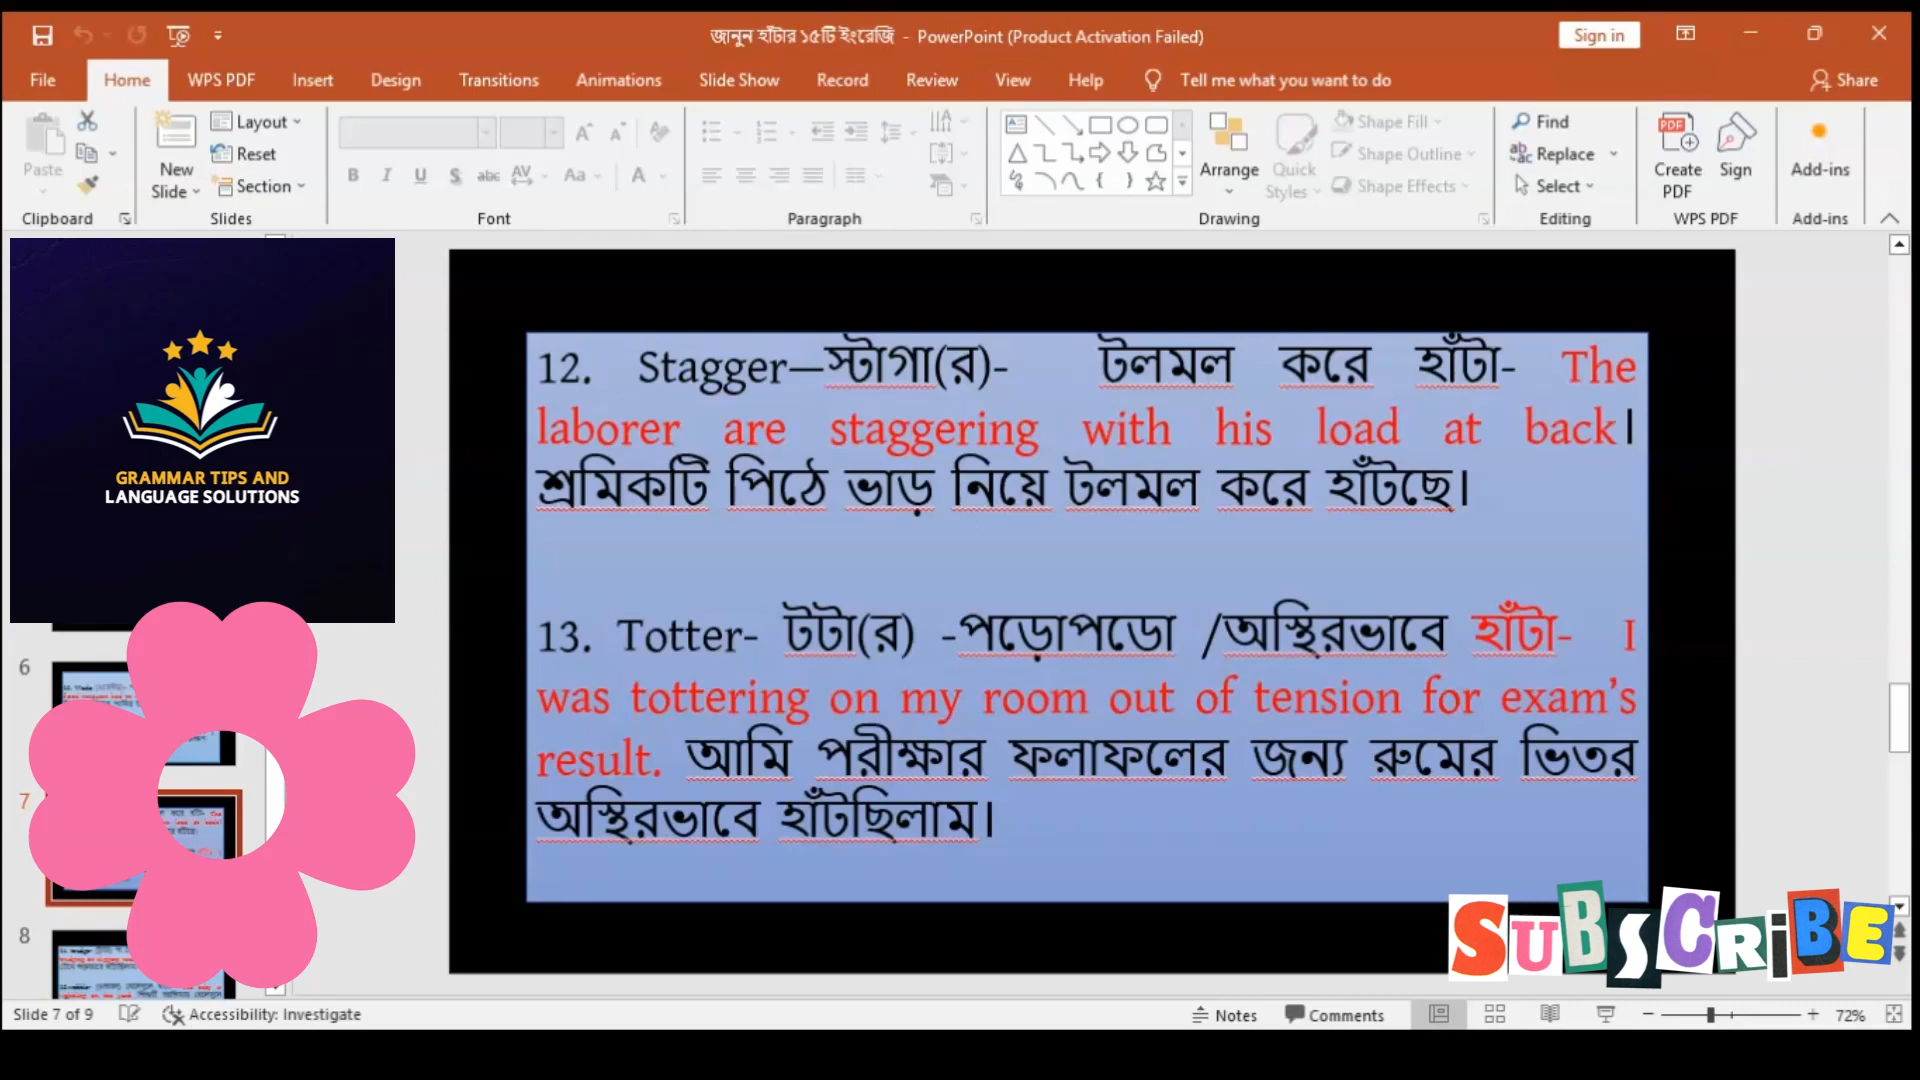 জানুন হাঁটার ১৫টি ইংরেজি - PowerPoint (Product Activation Failed)
Sign in
File Home WPS PDF Insert Design Transitions Animations Slide Show Record Review View Help Tell me what you want to do Share
Paste
New Slide
Layout
Reset
Section
Arrange
Quick Styles
Shape Fill
Shape Outline
Shape Effects
Find
Replace
Select
Create PDF
Sign
Add-ins
Clipboard Slides Font Paragraph Drawing Editing WPS PDF Add-ins
GRAMMAR TIPS AND
LANGUAGE SOLUTIONS
6
7
8
12. Stagger—স্টাগা(র)- টলমল করে হাঁটা- The
laborer are staggering with his load at back।
শ্রমিকটি পিঠে ভাড় নিয়ে টলমল করে হাঁটছে।
13. Totter- টটা(র) -পড়োপডো /অস্থিরভাবে হাঁটা- I
was tottering on my room out of tension for exam’s
result. আমি পরীক্ষার ফলাফলের জন্য রুমের ভিতর
অস্থিরভাবে হাঁটছিলাম।
SUBSCRiBE
Slide 7 of 9 Accessibility: Investigate Notes Comments 72%